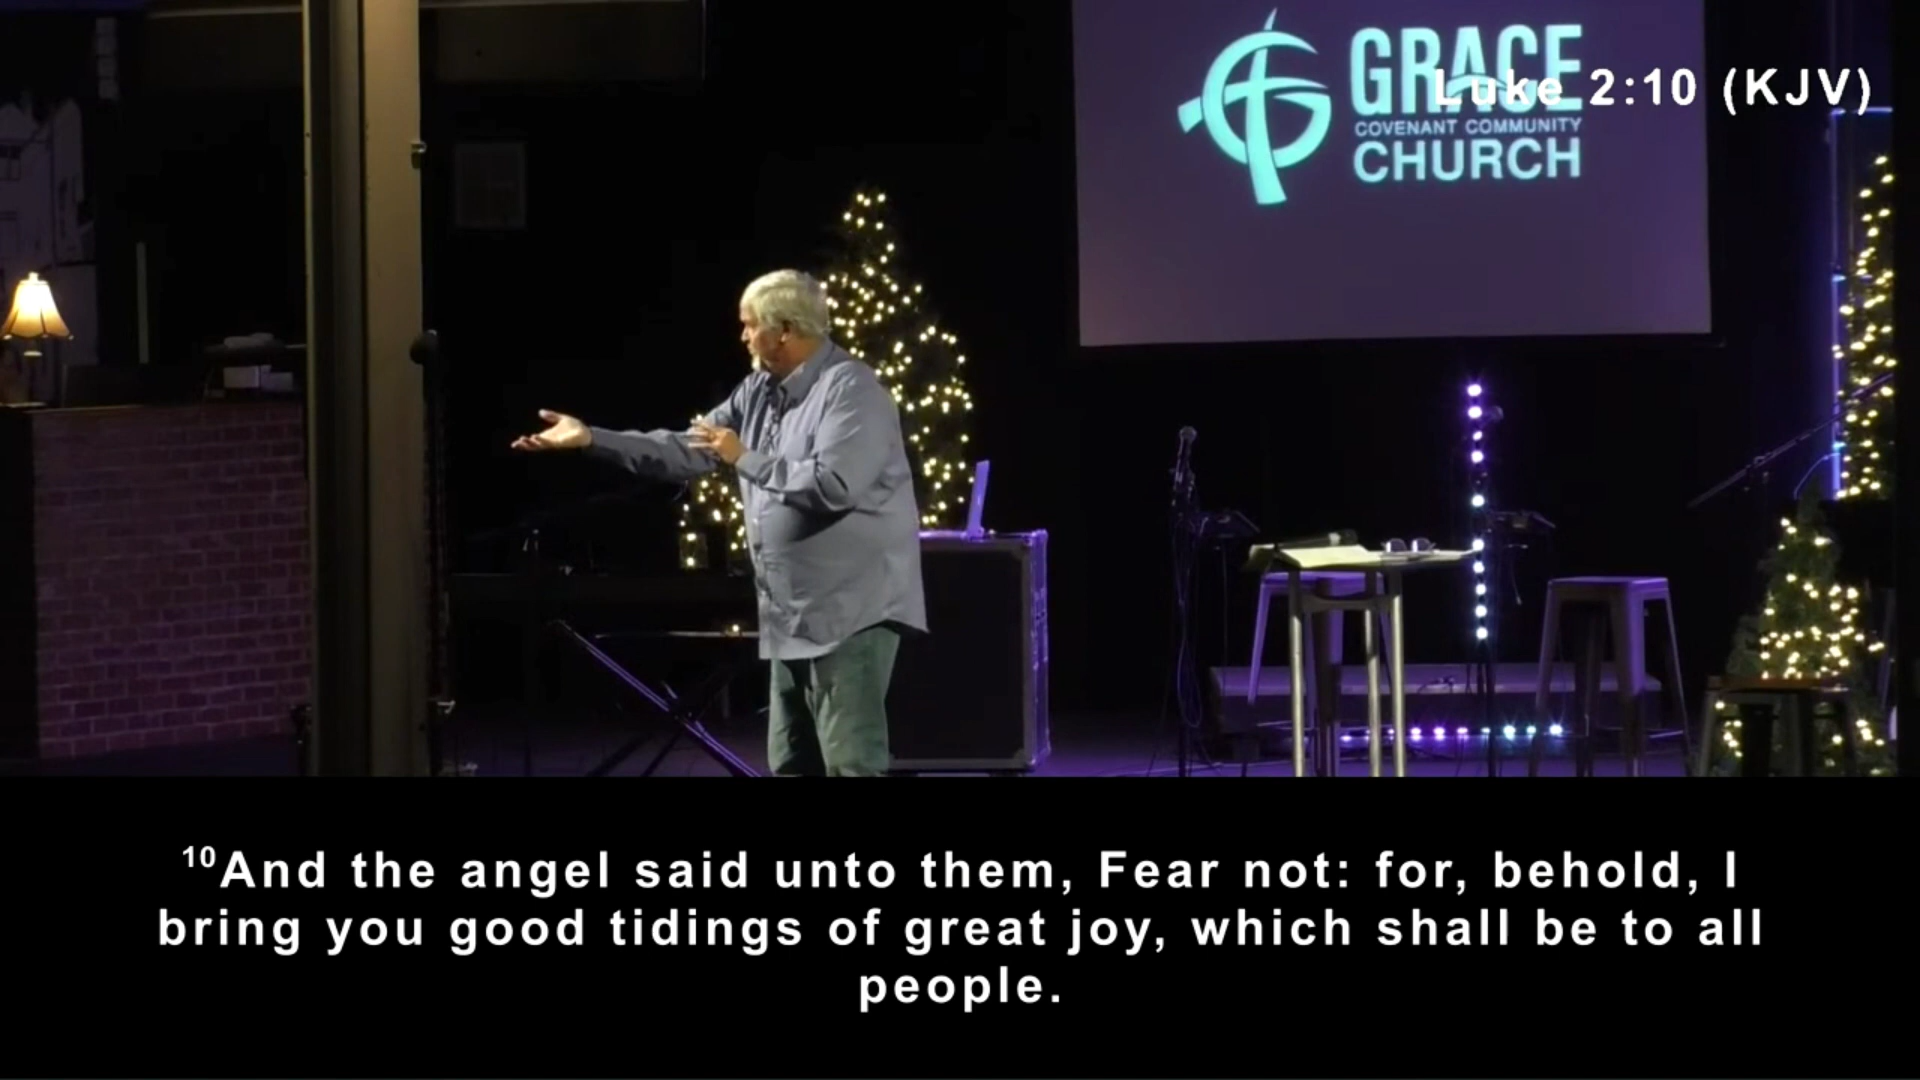 GRACE
COVENANT COMMUNITY
CHURCH
Luke 2:10 (KJV)
10And the angel said unto them, Fear not: for, behold, I
bring you good tidings of great joy, which shall be to all
people.